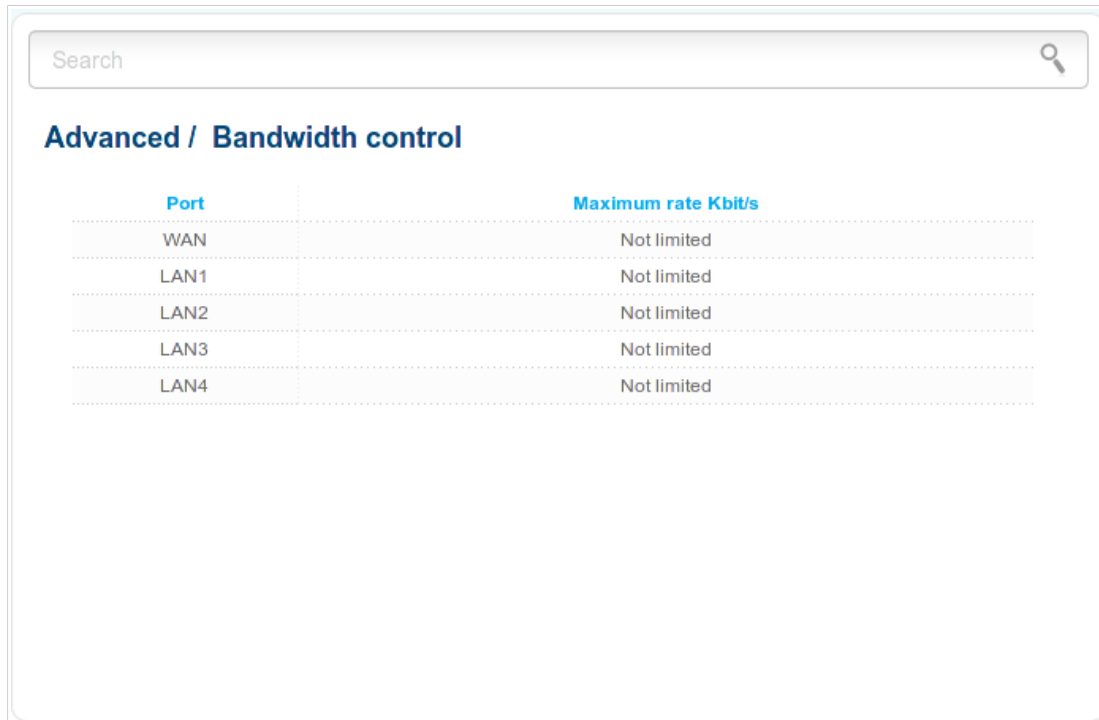 Search
Advanced /  Bandwidth control
Port Maximum rate Kbit/s
WAN Not limited
LAN1 Not limited
LAN2 Not limited
LAN3 Not limited
LAN4 Not limited